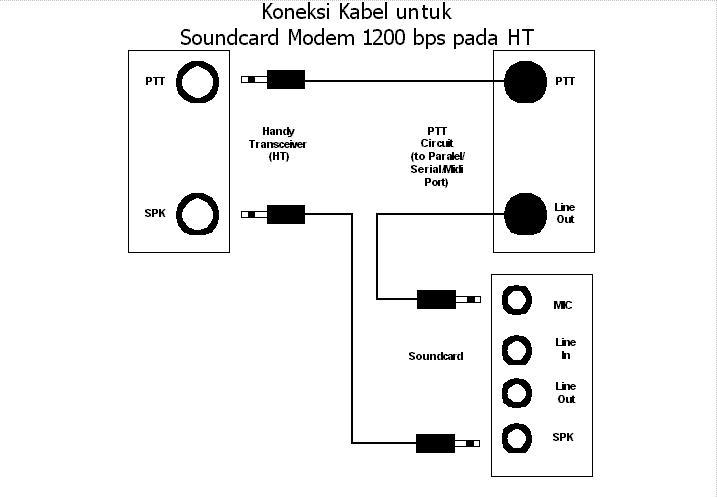 Koneksi Kabel untuk
Soundcard Modem 1200 bps pada HT
PTT
Handy
Transceiver
(HT)
SPK
PTT
Circuit
(to Paralel/
Serial/Midi
Port)
PTT
Line
Out
Soundcard
MIC
Line
In
Line
Out
SPK